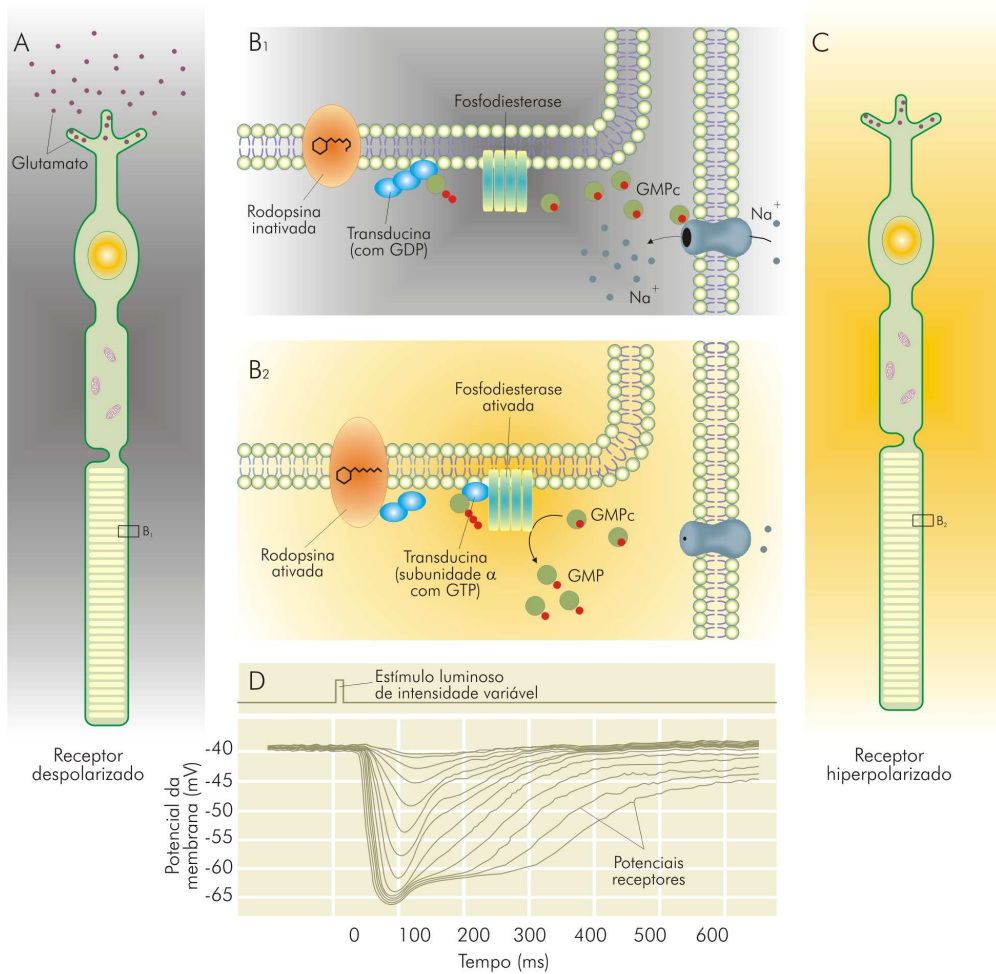 A
Glutamato
B1
Receptor
despolarizado
B1
Fosfodiesterase
Rodopsina
inativada
Transducina
(com GDP)
GMPc
Na+
Na+
B2
Fosfodiesterase
ativada
Rodopsina
ativada
Transducina
(subunidade α
com GTP)
GMPc
GMP
C
B2
Receptor
hiperpolarizado
D
Estímulo luminoso
de intensidade variável
Potencial da
membrana (mV)
-40
-45
-50
-55
-60
-65
Potenciais
receptores
0 100 200 300 400 500 600
Tempo (ms)